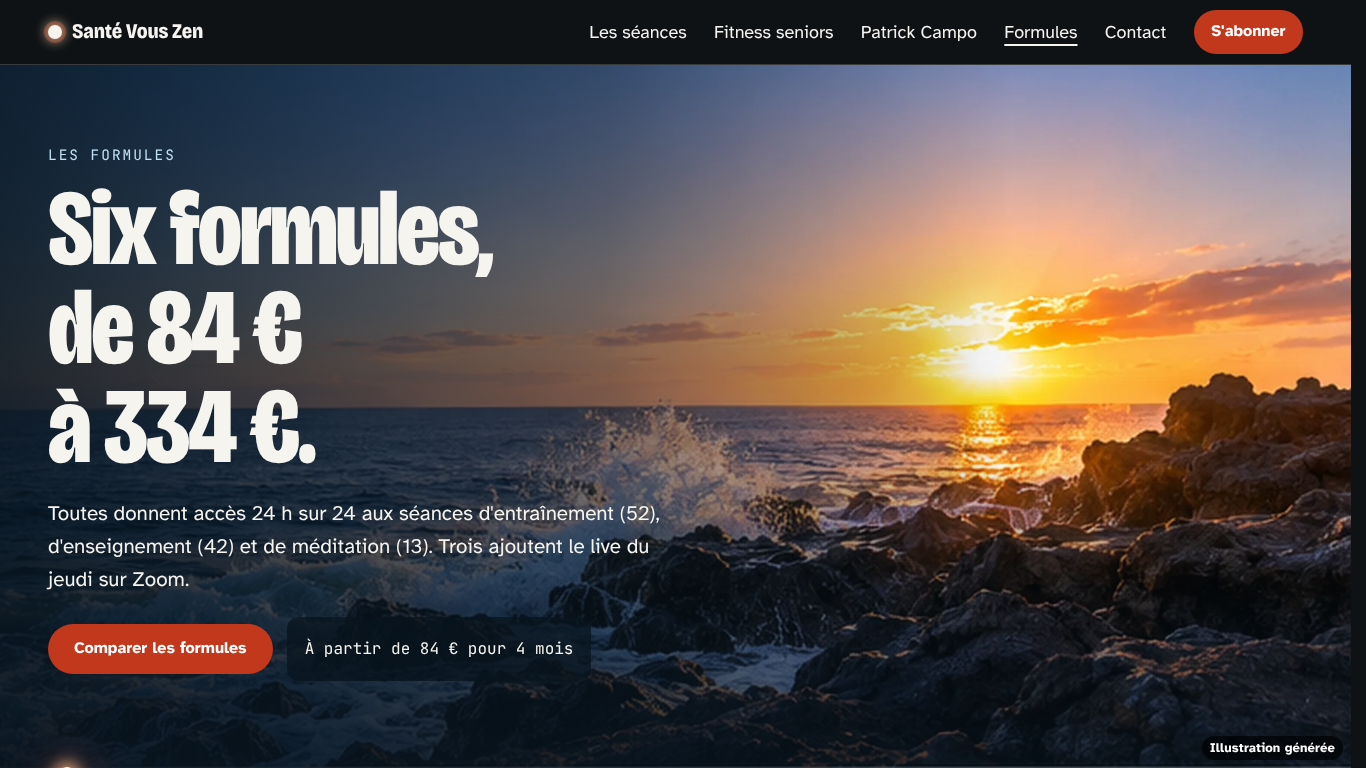 Santé Vous Zen
Les séances
Fitness seniors
Patrick Campo
Formules
Contact
S'abonner
LES FORMULES
Six formules,
de 84 €
à 334 €.
Toutes donnent accès 24 h sur 24 aux séances d'entraînement (52),
d'enseignement (42) et de méditation (13). Trois ajoutent le live du
jeudi sur Zoom.
Comparer les formules
À partir de 84 € pour 4 mois
Illustration générée